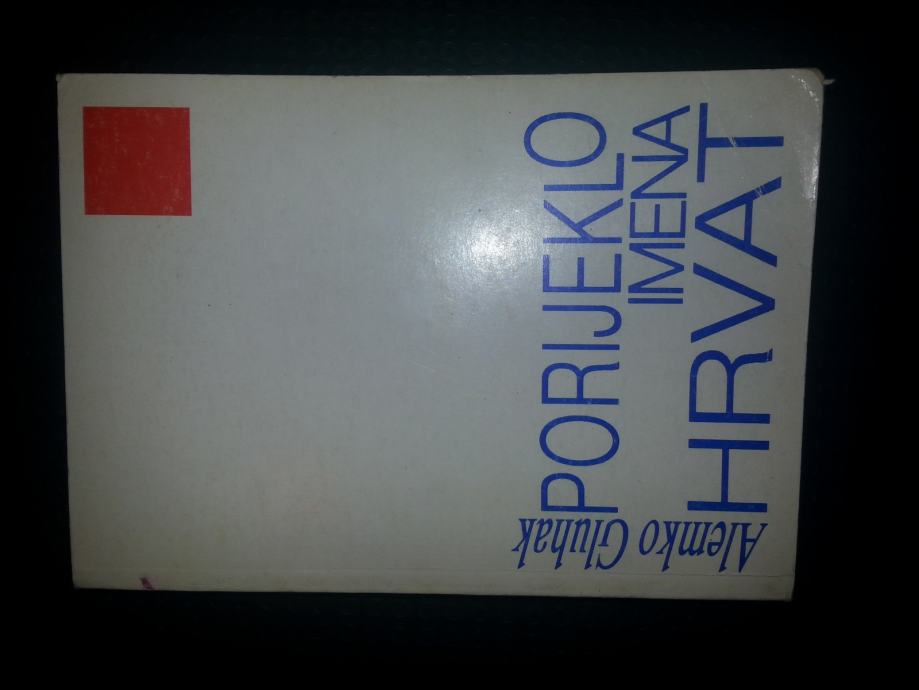 Alemko Gluhak
PORIJEKLO
IMENA
HRVAT